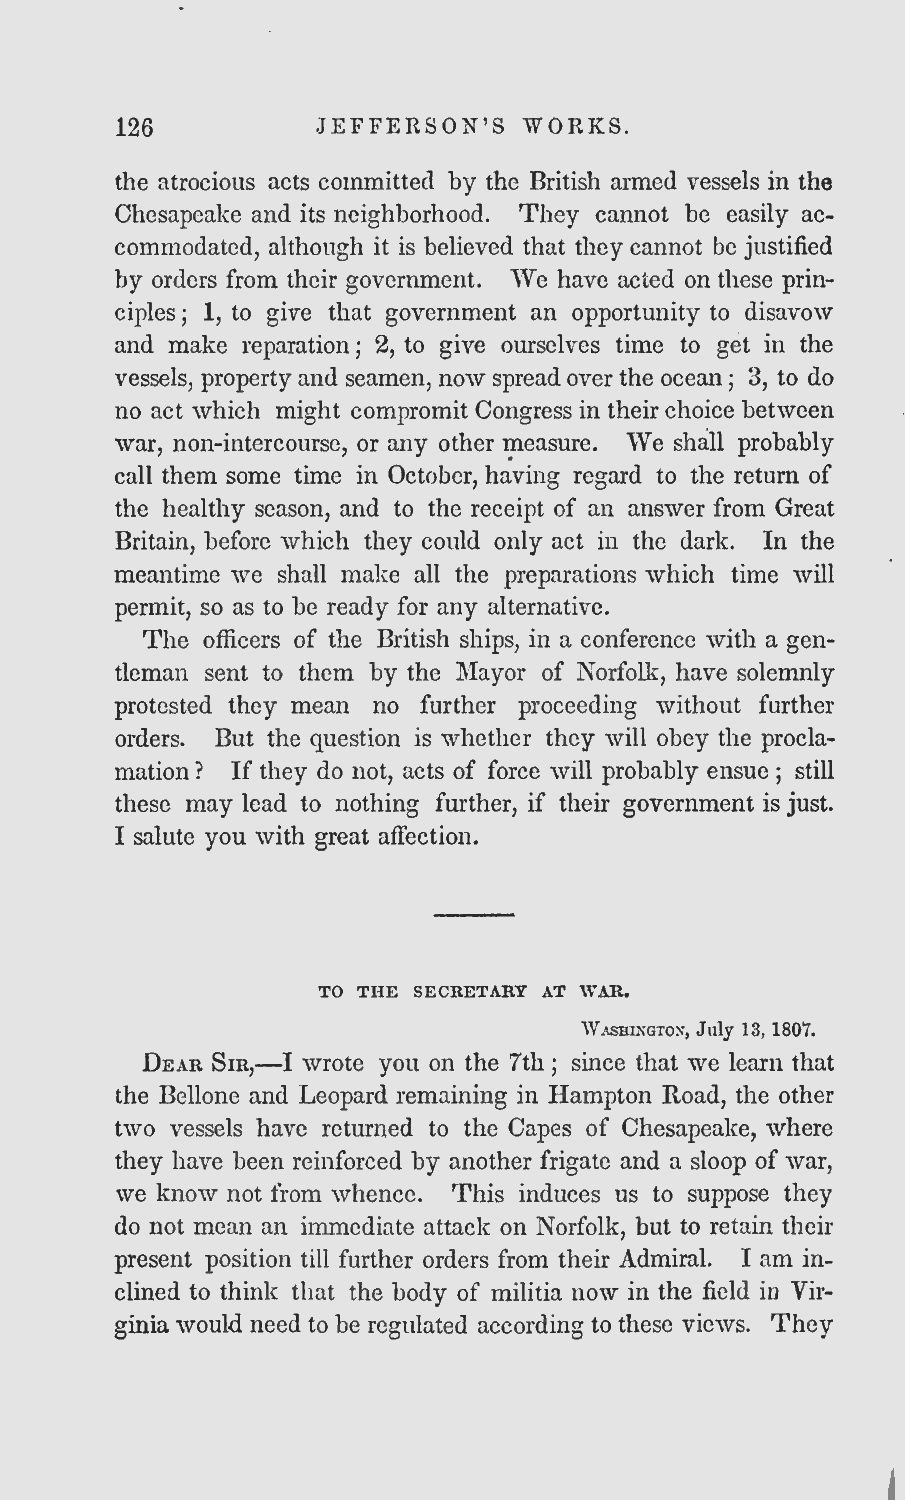 126 JEFFERSON'S WORKS.
the atrocious acts committed by the British armed vessels in the
Chesapeake and its neighborhood. They cannot be easily ac-
commodated, although it is believed that they cannot be justified
by orders from their government. We have acted on these prin-
ciples; 1, to give that government an opportunity to disavow
and make reparation; 2, to give ourselves time to get in the
vessels, property and seamen, now spread over the ocean; 3, to do
no act which might compromit Congress in their choice between
war, non-intercourse, or any other measure. We shall probably
call them some time in October, having regard to the return of
the healthy season, and to the receipt of an answer from Great
Britain, before which they could only act in the dark. In the
meantime we shall make all the preparations which time will
permit, so as to be ready for any alternative.
The officers of the British ships, in a conference with a gen-
tleman sent to them by the Mayor of Norfolk, have solemnly
protested they mean no further proceeding without further
orders. But the question is whether they will obey the procla-
mation? If they do not, acts of force will probably ensue; still
these may lead to nothing further, if their government is just.
I salute you with great affection.
TO THE SECRETARY AT WAR.
WASHINGTON, July 13, 1807.
DEAR SIR,—I wrote you on the 7th; since that we learn that
the Bellone and Leopard remaining in Hampton Road, the other
two vessels have returned to the Capes of Chesapeake, where
they have been reinforced by another frigate and a sloop of war,
we know not from whence. This induces us to suppose they
do not mean an immediate attack on Norfolk, but to retain their
present position till further orders from their Admiral. I am in-
clined to think that the body of militia now in the field in Vir-
ginia would need to be regulated according to these views. They